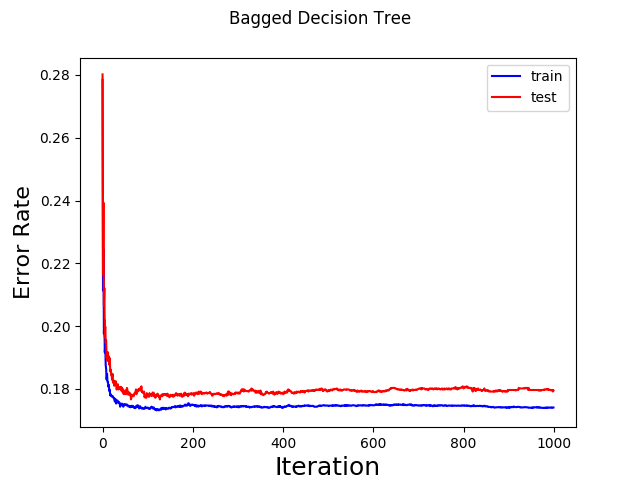 Bagged Decision Tree
train
test
0.28
0.26
0.24
0.22
0.20
0.18
Error Rate
0
200
400
600
800
1000
Iteration